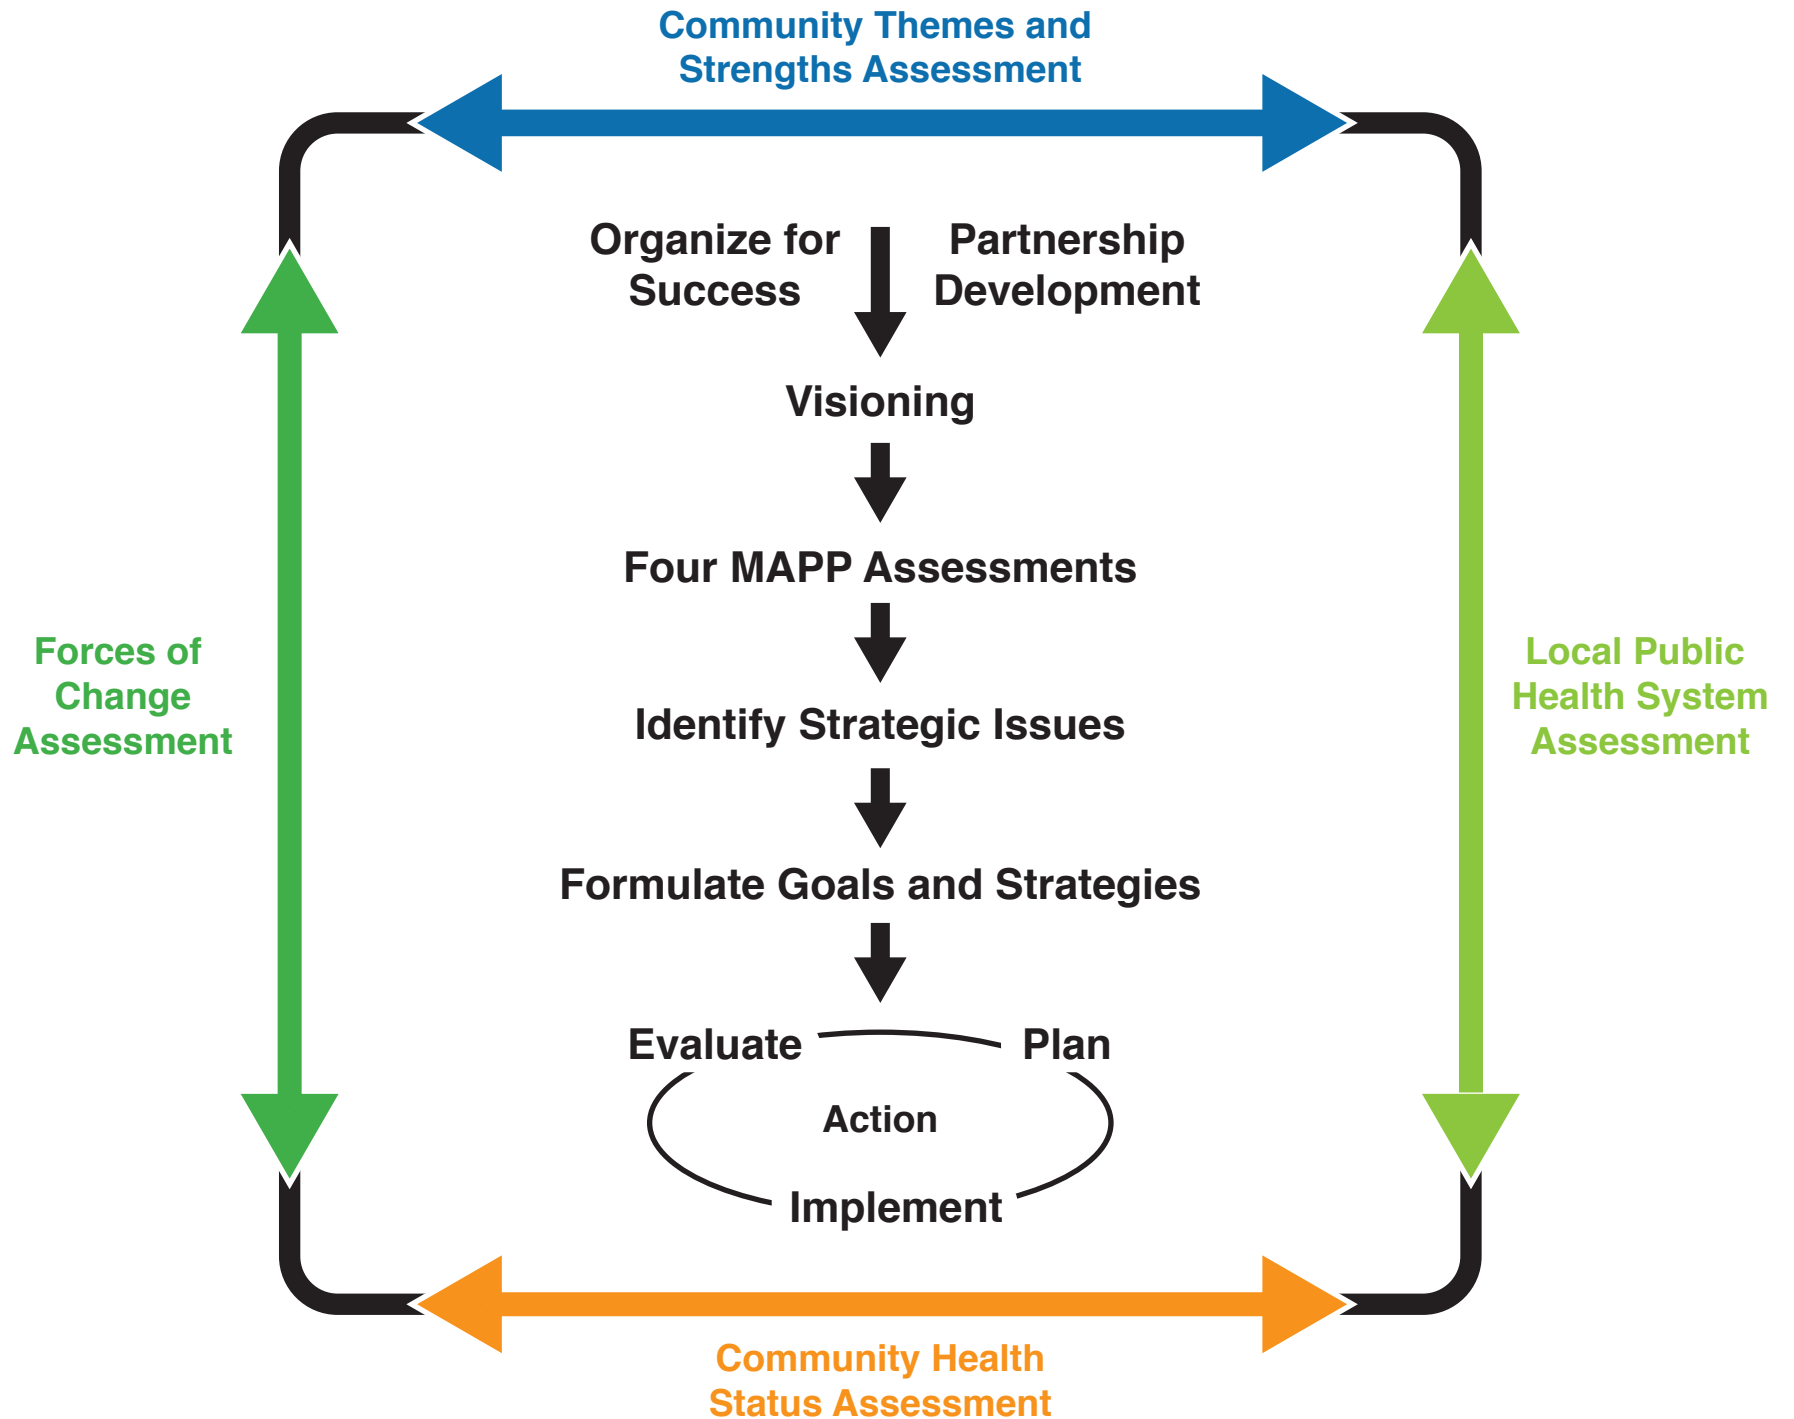 Community Themes and
Strengths Assessment
Organize for
Success
Partnership
Development
Visioning
Four MAPP Assessments
Forces of
Change
Assessment
Local Public
Health System
Assessment
Identify Strategic Issues
Formulate Goals and Strategies
Evaluate
Plan
Action
Implement
Community Health
Status Assessment